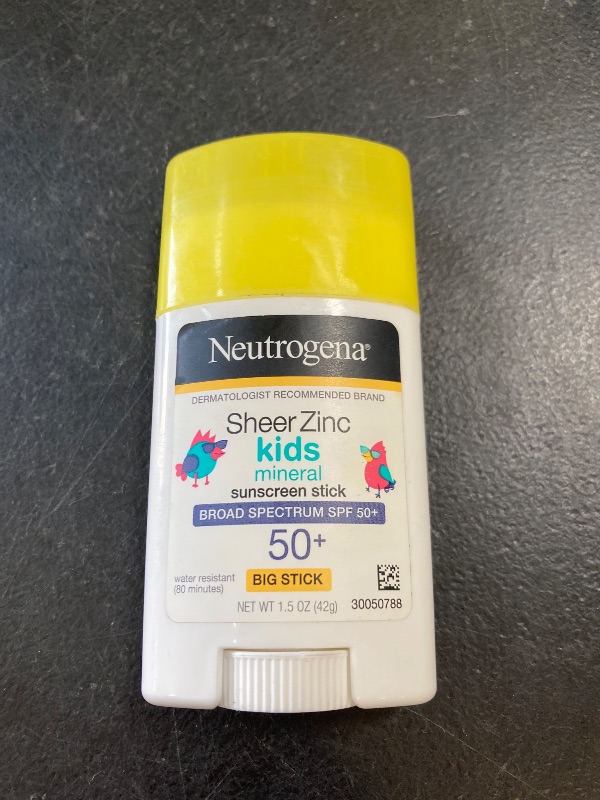 Neutrogena®
DERMATOLOGIST RECOMMENDED BRAND
Sheer Zinc
kids
mineral
sunscreen stick
BROAD SPECTRUM SPF 50+
50+
water resistant
(80 minutes)
BIG STICK
NET WT 1.5 OZ (42g)
30050788